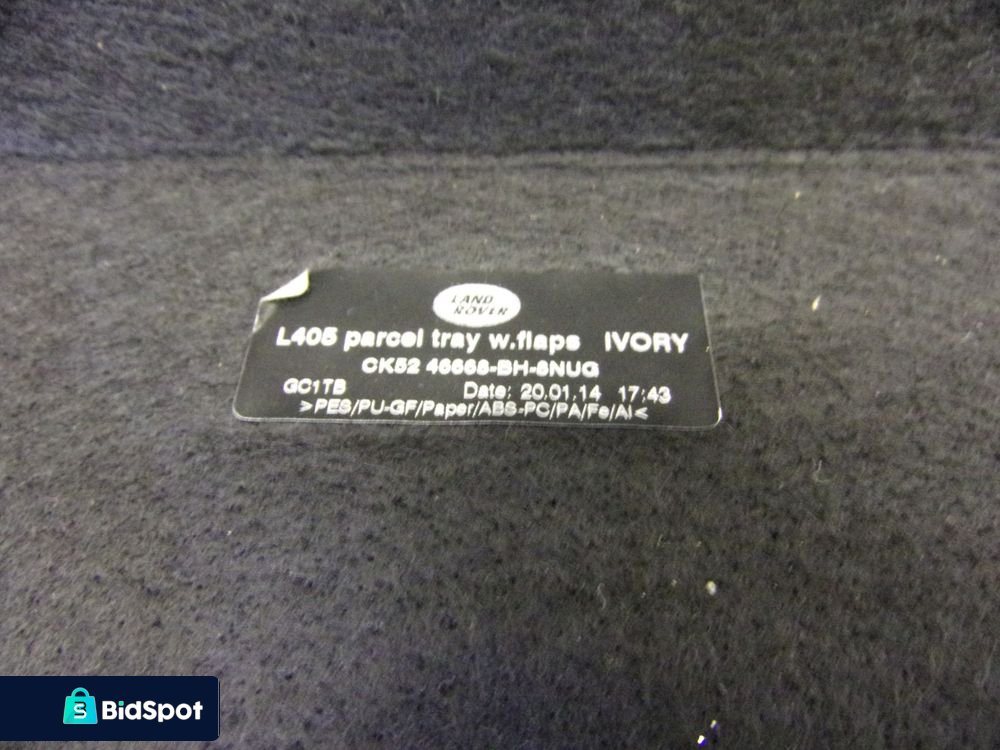 LAND
ROVER
L405 parcel tray w.flaps IVORY
CK52 46668-BH-8NUG
GC1TB Date: 20.01.14 17:43
>PES/PU-GF/Paper/ABS-PC/PA/Fe/Al<
BidSpot